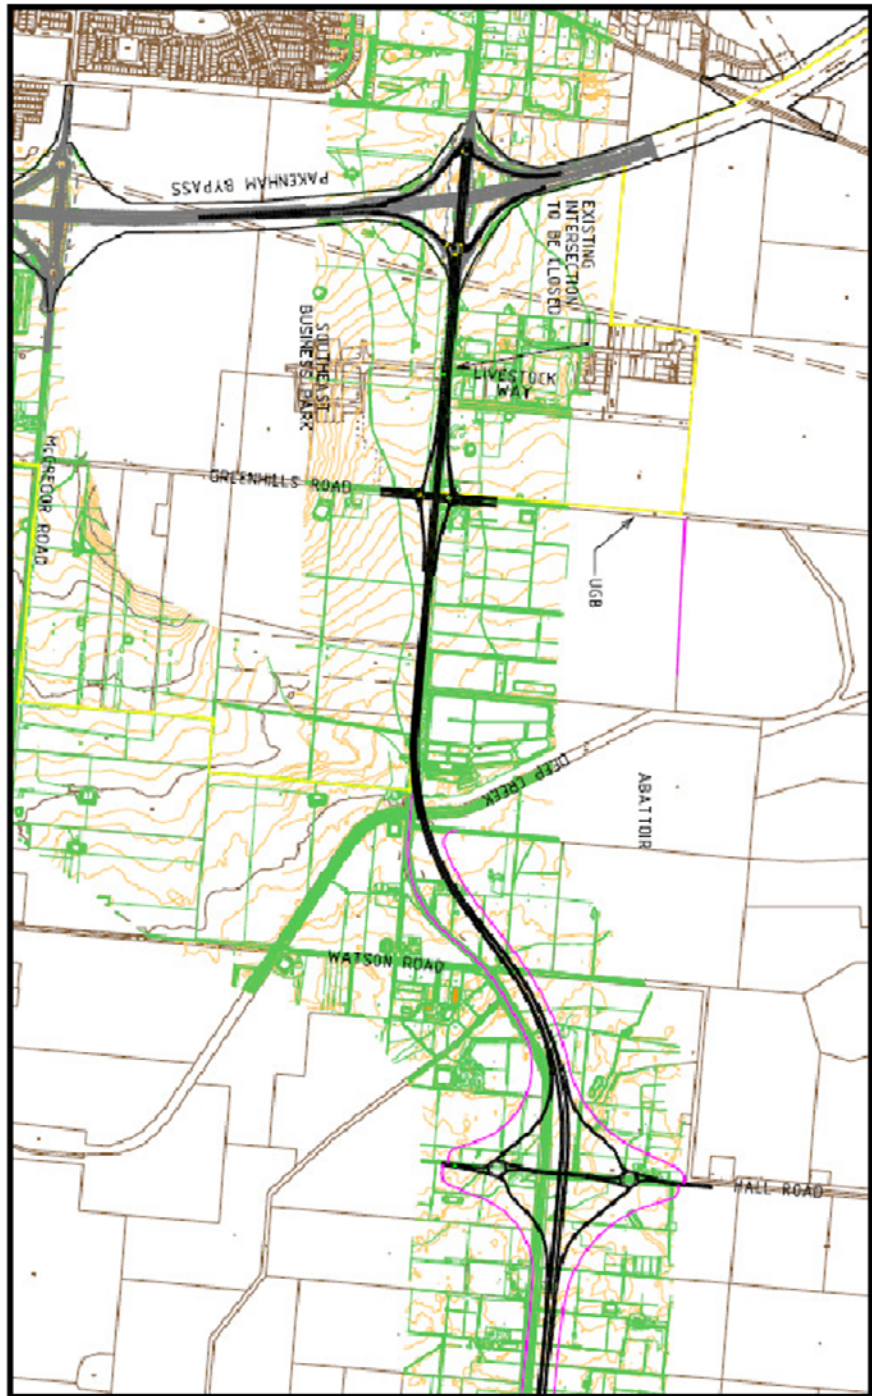 PAKENHAM BYPASS
EXISTING
INTERSECTION
TO BE CLOSED
SOUTHEAST
BUSINESS PARK
LIVESTOCK
WAY
GREENHILLS ROAD
MCGREGOR ROAD
UGB
DEEP CREEK
ABATTOIR
WATSON ROAD
HALL ROAD